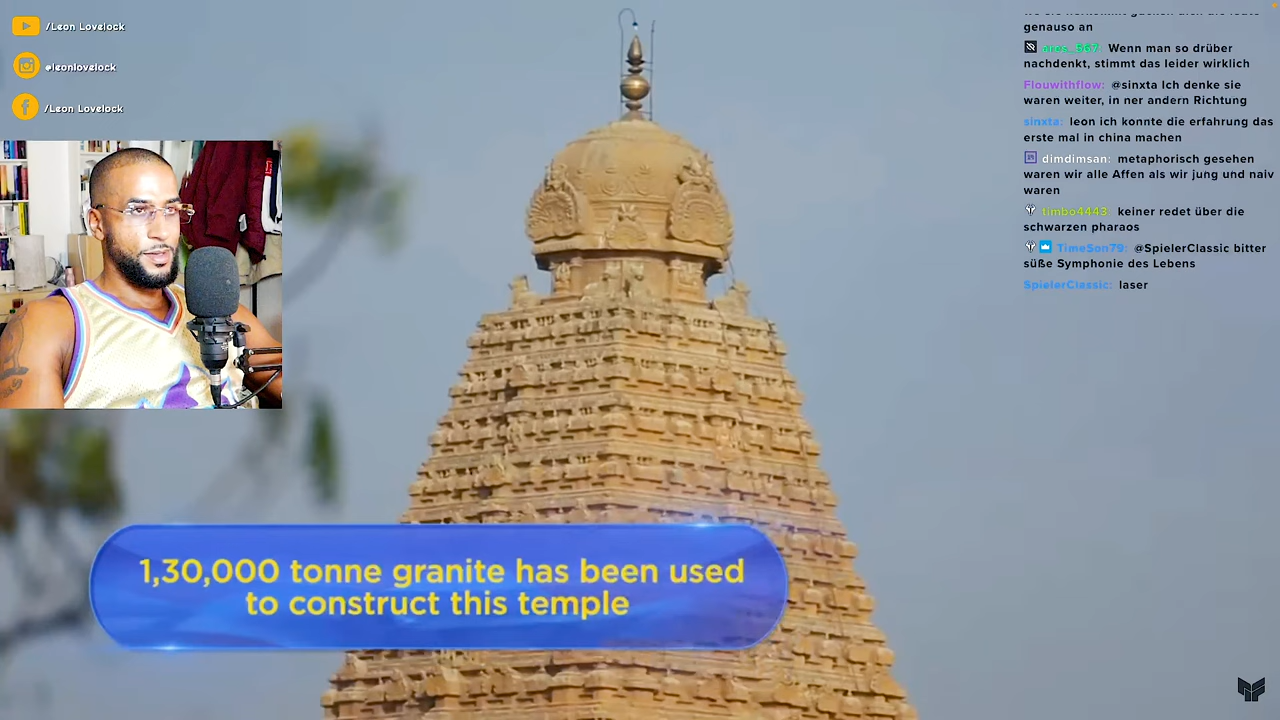 /Leon Lovelock
@leonlovelock
/Leon Lovelock
genauso an
ares_667: Wenn man so drüber
nachdenkt, stimmt das leider wirklich
Flouwithflow: @sinxta Ich denke sie
waren weiter, in ner andern Richtung
sinxta: leon ich konnte die erfahrung das
erste mal in china machen
dimdimsan: metaphorisch gesehen
waren wir alle Affen als wir jung und naiv
waren
timbo4443: keiner redet über die
schwarzen pharaos
TimeSon79: @SpielerClassic bitter
süße Symphonie des Lebens
SpielerClassic: laser
1,30,000 tonne granite has been used
to construct this temple